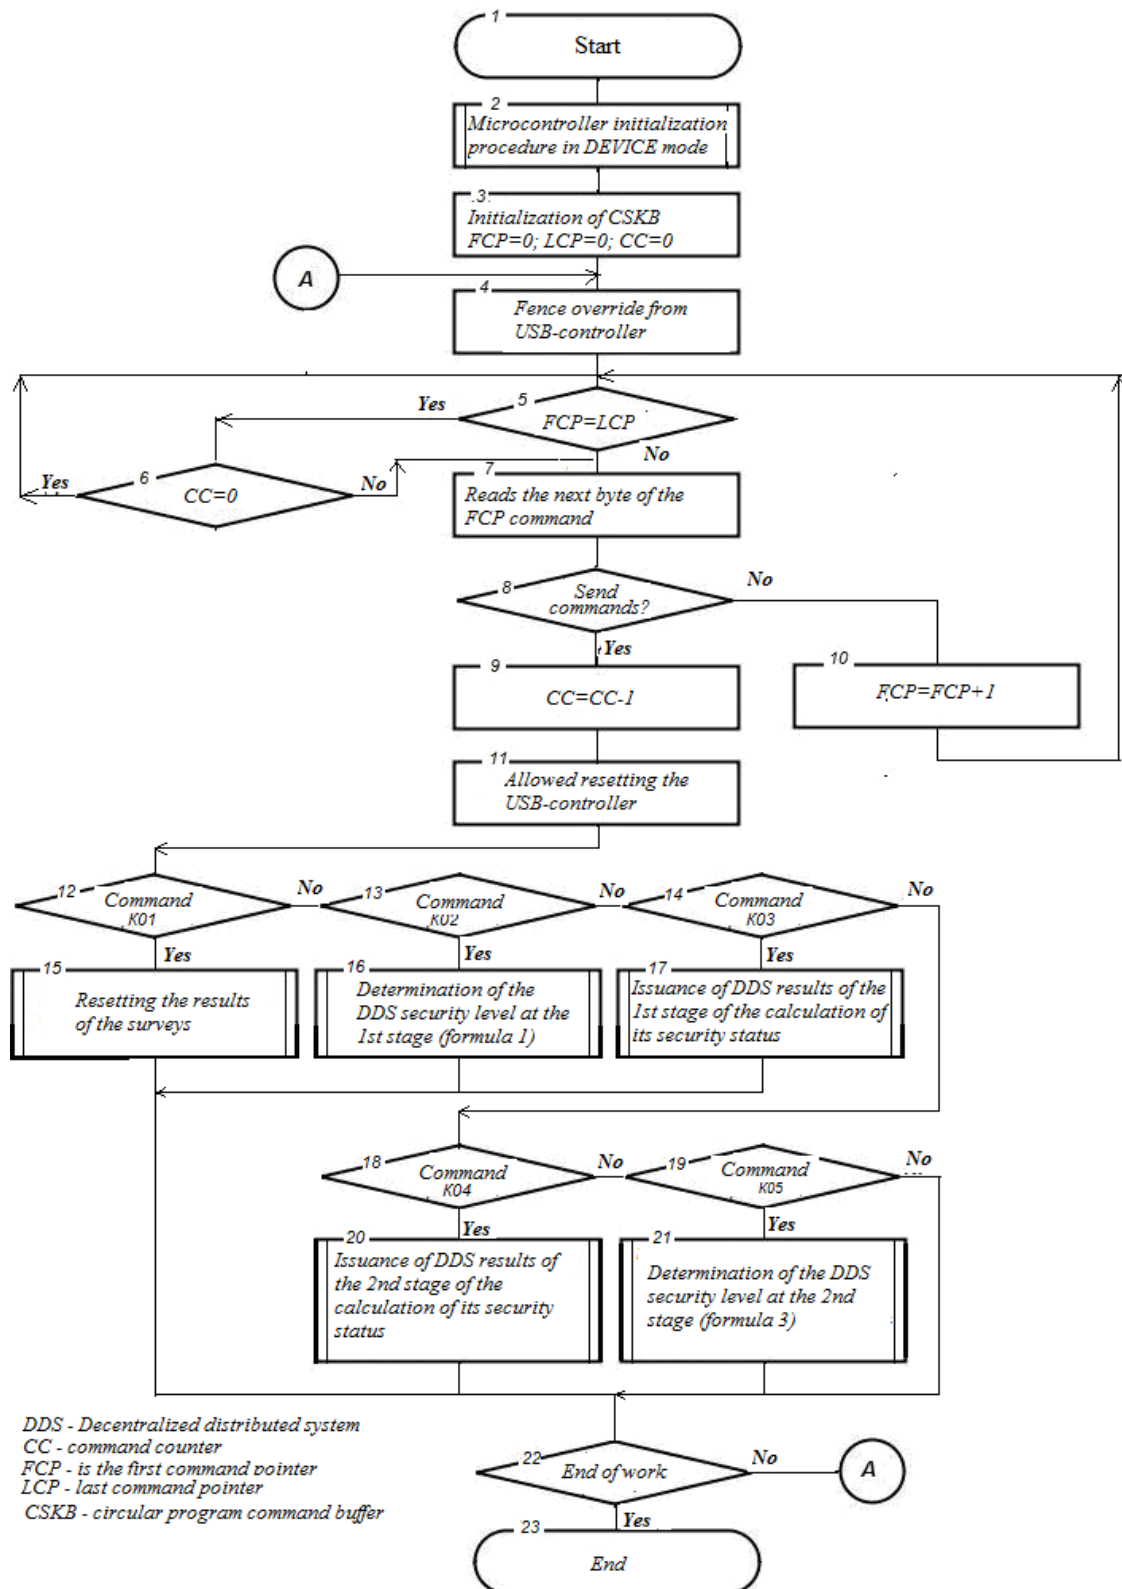 1
Start
2
Microcontroller initialization
procedure in DEVICE mode
3.
Initialization of CSKB
FCP=0; LCP=0; CC=0
A
4
Fence override from
USB-controller
5
Yes
FCP=LCP
No
6
Yes
CC=0
No
7
Reads the next byte of the
FCP command
8
Send
commands?
No
Yes
9
CC=CC-1
10
FCP=FCP+1
11
Allowed resetting the
USB-controller
12
Command
K01
No
13
Command
K02
No
14
Command
K03
No
Yes
Yes
Yes
15
Resetting the results
of the surveys
16
Determination of the
DDS security level at the
1st stage (formula 1)
17
Issuance of DDS results of the
1st stage of the calculation of
its security status
18
Command
K04
No
19
Command
K05
No
Yes
Yes
20
Issuance of DDS results of
the 2nd stage of the
calculation of its security
status
21
Determination of the DDS
security level at the 2nd
stage (formula 3)
DDS - Decentralized distributed system
CC - command counter
FCP - is the first command pointer
LCP - last command pointer
CSKB - circular program command buffer
22
End of work
No
A
Yes
23
End